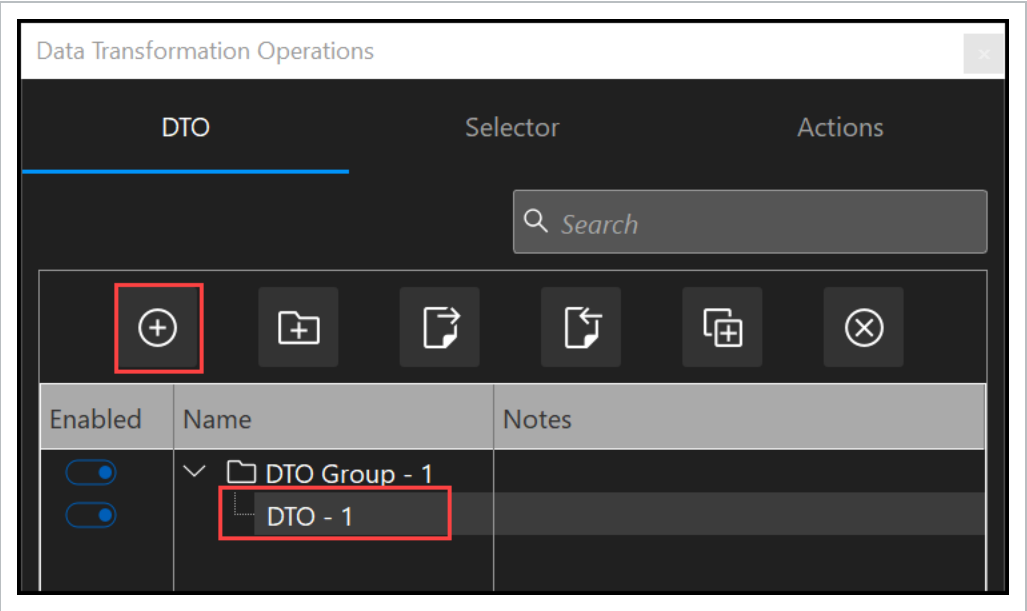 Data Transformation Operations
DTO Selector Actions
Search
Enabled Name Notes
DTO Group - 1
DTO - 1